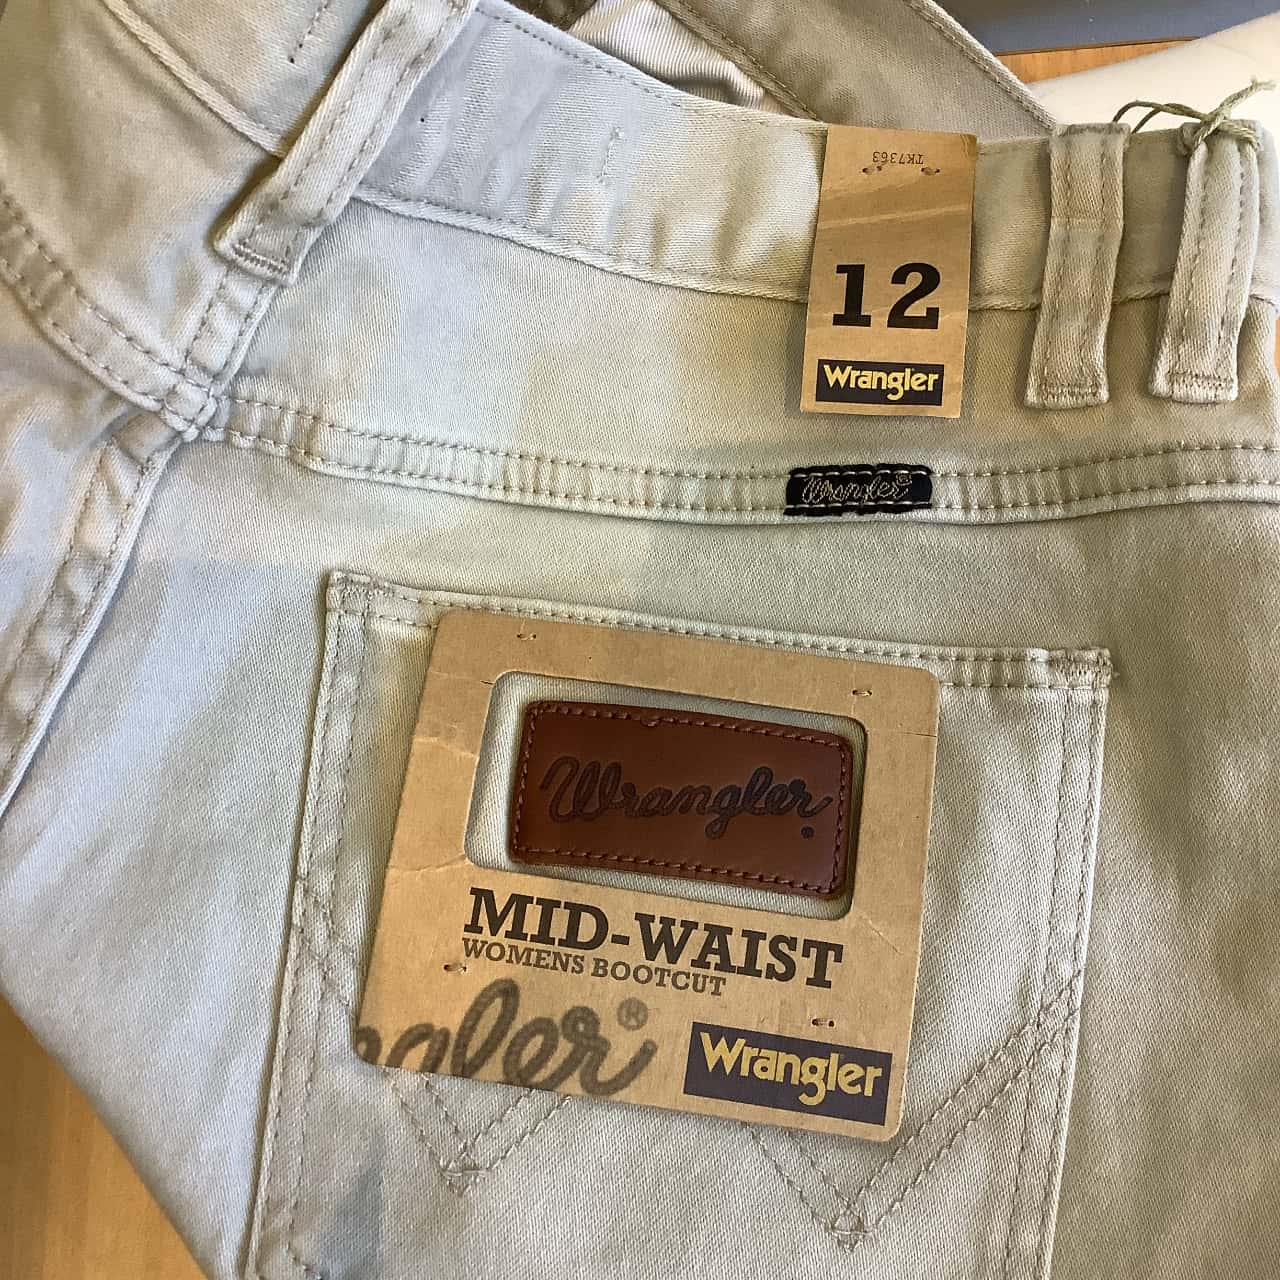 TK7363
12
Wrangler
Wrangler®
Wrangler®
MID-WAIST
WOMENS BOOTCUT
ngler®
Wrangler